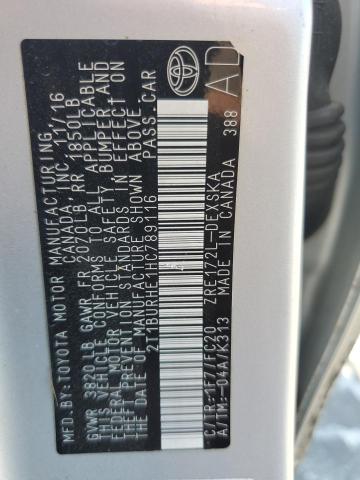 MFD.BY:TOYOTA MOTOR MANUFACTURING
CANADA, INC. 11/16
GVWR 3820LB GAWR FR 2070LB RR 1850LB
THIS VEHICLE CONFORMS TO ALL APPLICABLE
FEDERAL MOTOR VEHICLE SAFETY, BUMPER, AND
THEFT PREVENTION STANDARDS IN EFFECT ON
THE DATE OF MANUFACTURE SHOWN ABOVE.
2T1BURHE1HC789116 PASS.CAR
C/TR:1F7/FC20 ZRE172L-DEXSKA
A/TM:-04A/K313 MADE IN CANADA 388
AD